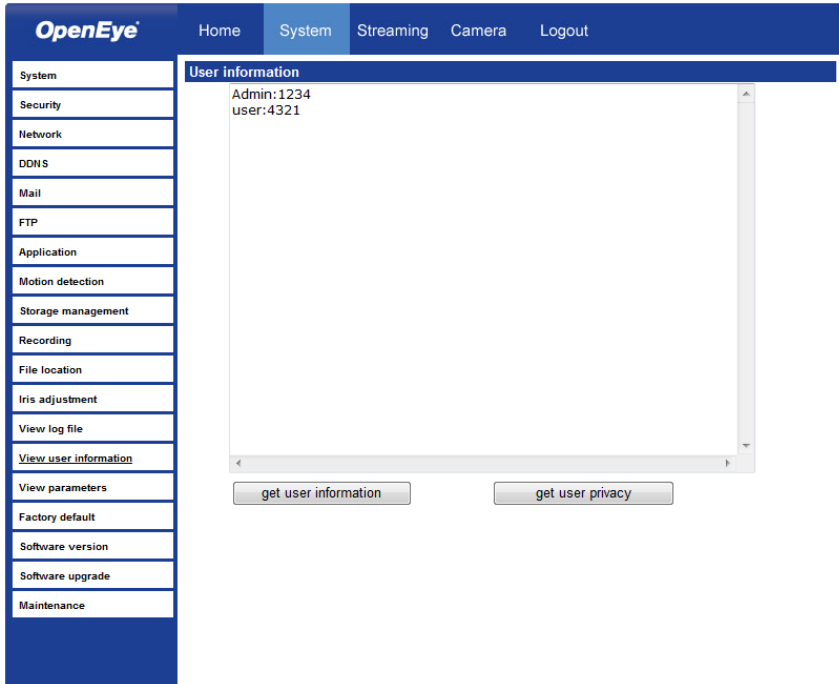 OpenEye
Home System Streaming Camera Logout
System
Security
Network
DDNS
Mail
FTP
Application
Motion detection
Storage management
Recording
File location
Iris adjustment
View log file
View user information
View parameters
Factory default
Software version
Software upgrade
Maintenance
User information
Admin:1234
user:4321
get user information get user privacy